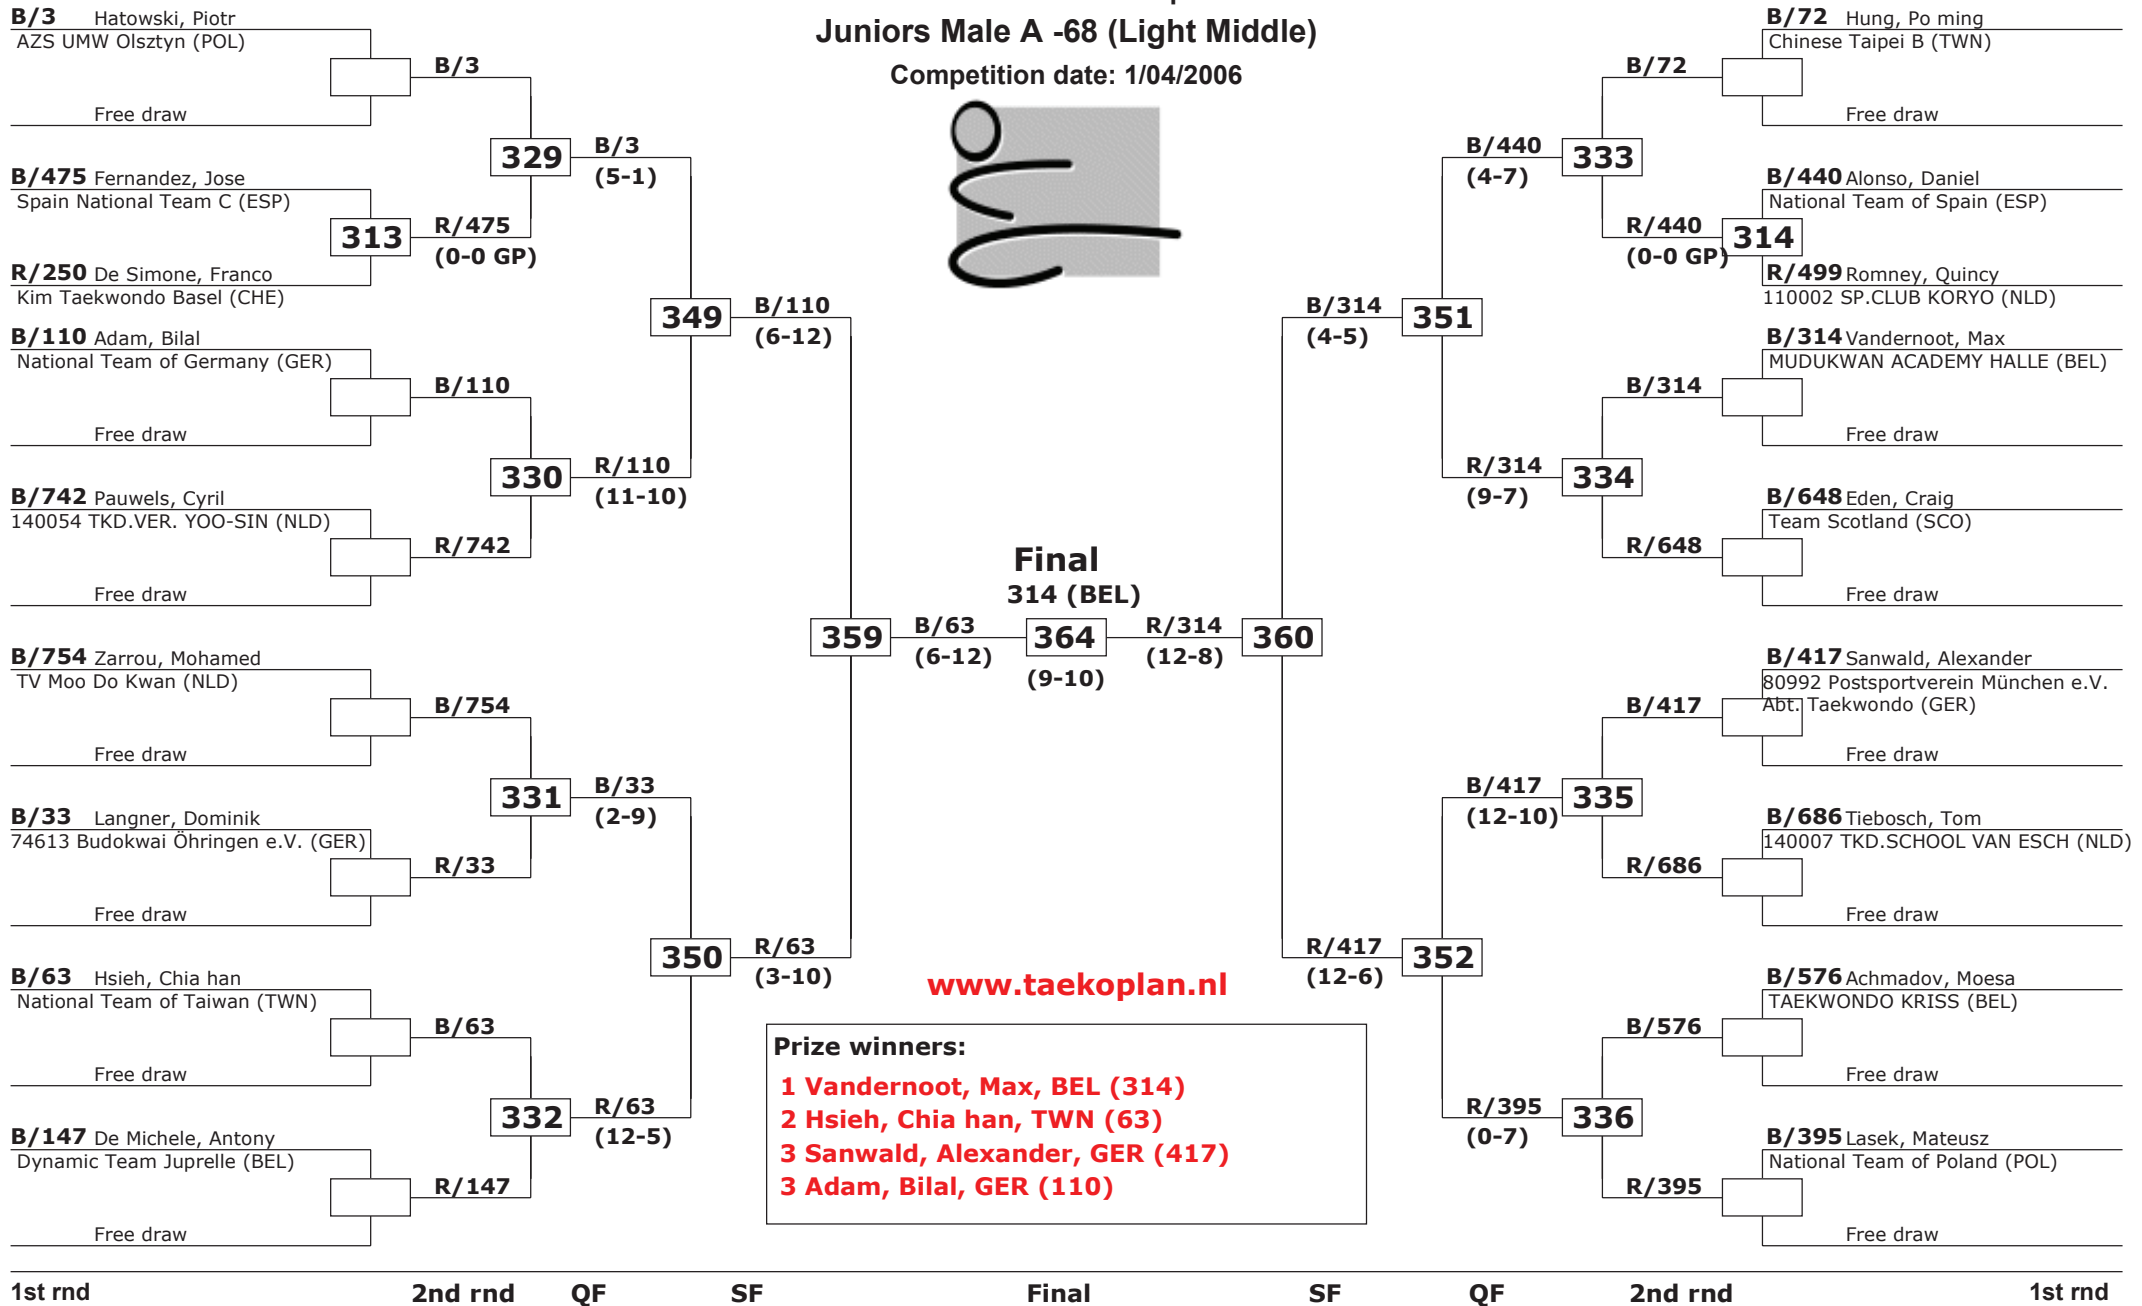 Juniors Male A -68 (Light Middle)
Competition date: 1/04/2006
B/3 Hatowski, Piotr
AZS UMW Olsztyn (POL)
Free draw
B/475 Fernandez, Jose
Spain National Team C (ESP)
313
R/250 De Simone, Franco
Kim Taekwondo Basel (CHE)
B/110 Adam, Bilal
National Team of Germany (GER)
Free draw
B/742 Pauwels, Cyril
140054 TKD.VER. YOO-SIN (NLD)
Free draw
B/754 Zarrou, Mohamed
TV Moo Do Kwan (NLD)
Free draw
B/33 Langner, Dominik
74613 Budokwai Öhringen e.V. (GER)
Free draw
B/63 Hsieh, Chia han
National Team of Taiwan (TWN)
Free draw
B/147 De Michele, Antony
Dynamic Team Juprelle (BEL)
Free draw
B/3
329
R/475
(0-0 GP)
B/110
330
R/742
B/754
331
R/33
B/63
332
R/147
B/3
(5-1)
349
R/110
(11-10)
B/33
(2-9)
350
R/63
(12-5)
B/110
(6-12)
359
R/63
(3-10)
Final
314 (BEL)
B/63
(6-12)
364
(9-10)
R/314
(12-8)
360
B/314
(4-5)
351
R/417
(12-6)
352
B/440
(4-7)
333
R/314
(9-7)
334
B/417
(12-10)
335
R/395
(0-7)
336
B/72
R/440
(0-0 GP)
314
B/314
R/648
B/417
R/686
B/576
R/395
B/72 Hung, Po ming
Chinese Taipei B (TWN)
Free draw
B/440 Alonso, Daniel
National Team of Spain (ESP)
R/499 Romney, Quincy
110002 SP.CLUB KORYO (NLD)
B/314 Vandernoot, Max
MUDUKWAN ACADEMY HALLE (BEL)
Free draw
B/648 Eden, Craig
Team Scotland (SCO)
Free draw
B/417 Sanwald, Alexander
80992 Postsportverein München e.V.
Abt. Taekwondo (GER)
Free draw
B/686 Tiebosch, Tom
140007 TKD.SCHOOL VAN ESCH (NLD)
Free draw
B/576 Achmadov, Moesa
TAEKWONDO KRISS (BEL)
Free draw
B/395 Lasek, Mateusz
National Team of Poland (POL)
Free draw
www.taekoplan.nl
Prize winners:
1 Vandernoot, Max, BEL (314)
2 Hsieh, Chia han, TWN (63)
3 Sanwald, Alexander, GER (417)
3 Adam, Bilal, GER (110)
1st rnd 2nd rnd QF SF Final SF QF 2nd rnd 1st rnd